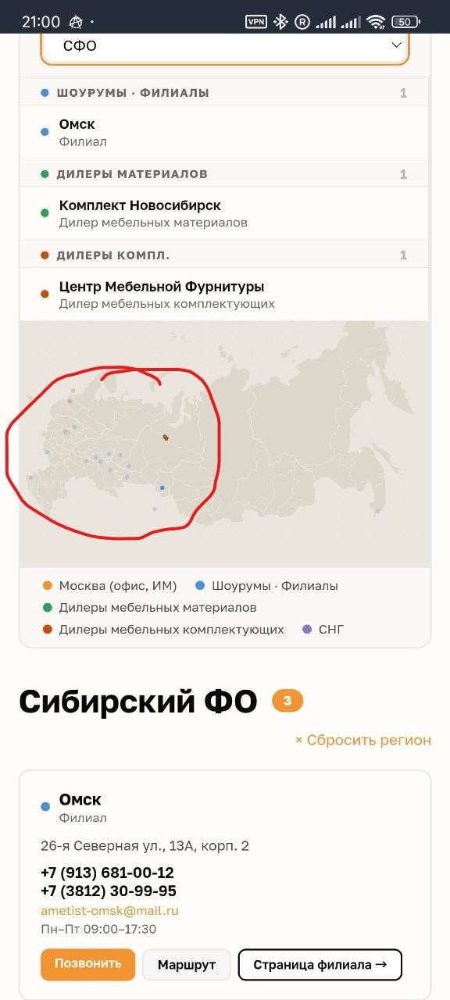 21:00
VPN
R
50
СФО
ШОУРУМЫ · ФИЛИАЛЫ 1
Омск
Филиал
ДИЛЕРЫ МАТЕРИАЛОВ 1
Комплект Новосибирск
Дилер мебельных материалов
ДИЛЕРЫ КОМПЛ. 1
Центр Мебельной Фурнитуры
Дилер мебельных комплектующих
Москва (офис, ИМ) Шоурумы · Филиалы
Дилеры мебельных материалов
Дилеры мебельных комплектующих СНГ
Сибирский ФО 3
× Сбросить регион
Омск
Филиал
26-я Северная ул., 13А, корп. 2
+7 (913) 681-00-12
+7 (3812) 30-99-95
ametist-omsk@mail.ru
Пн–Пт 09:00–17:30
Позвонить Маршрут Страница филиала →